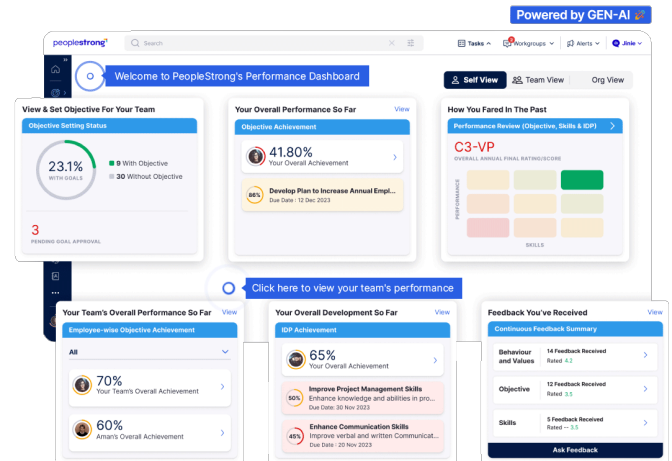 Powered by GEN-AI 🎉
peoplestrong
Search
Tasks
3
Workgroups
Alerts
Jinie
Welcome to PeopleStrong's Performance Dashboard
Self View
Team View
Org View
View & Set Objective For Your Team
Objective Setting Status
23.1%
WITH GOALS
9 With Objective
30 Without Objective
3
PENDING GOAL APPROVAL
Your Overall Performance So Far
View
Objective Achievement
41.80%
Your Overall Achievement
86%
Develop Plan to Increase Annual Empl...
Due Date : 12 Dec 2023
How You Fared In The Past
Performance Review (Objective, Skills & IDP)
C3-VP
OVERALL ANNUAL FINAL RATING/SCORE
PERFORMANCE
SKILLS
Click here to view your team's performance
Your Team's Overall Performance So Far
View
Employee-wise Objective Achievement
All
70%
Your Team's Overall Achievement
60%
Aman's Overall Achievement
Your Overall Development So Far
View
IDP Achievement
65%
Your Overall Achievement
50%
Improve Project Management Skills
Enhance knowledge and abilities in pro...
Due Date: 30 Nov 2023
45%
Enhance Communication Skills
Improve verbal and written Communicat...
Due Date : 20 Nov 2023
Feedback You've Received
View
Continuous Feedback Summary
Behaviour
and Values
14 Feedback Received
Rated 4.2
Objective
12 Feedback Received
Rated 3.5
Skills
5 Feedback Received
Rated -- 3.5
Ask Feedback